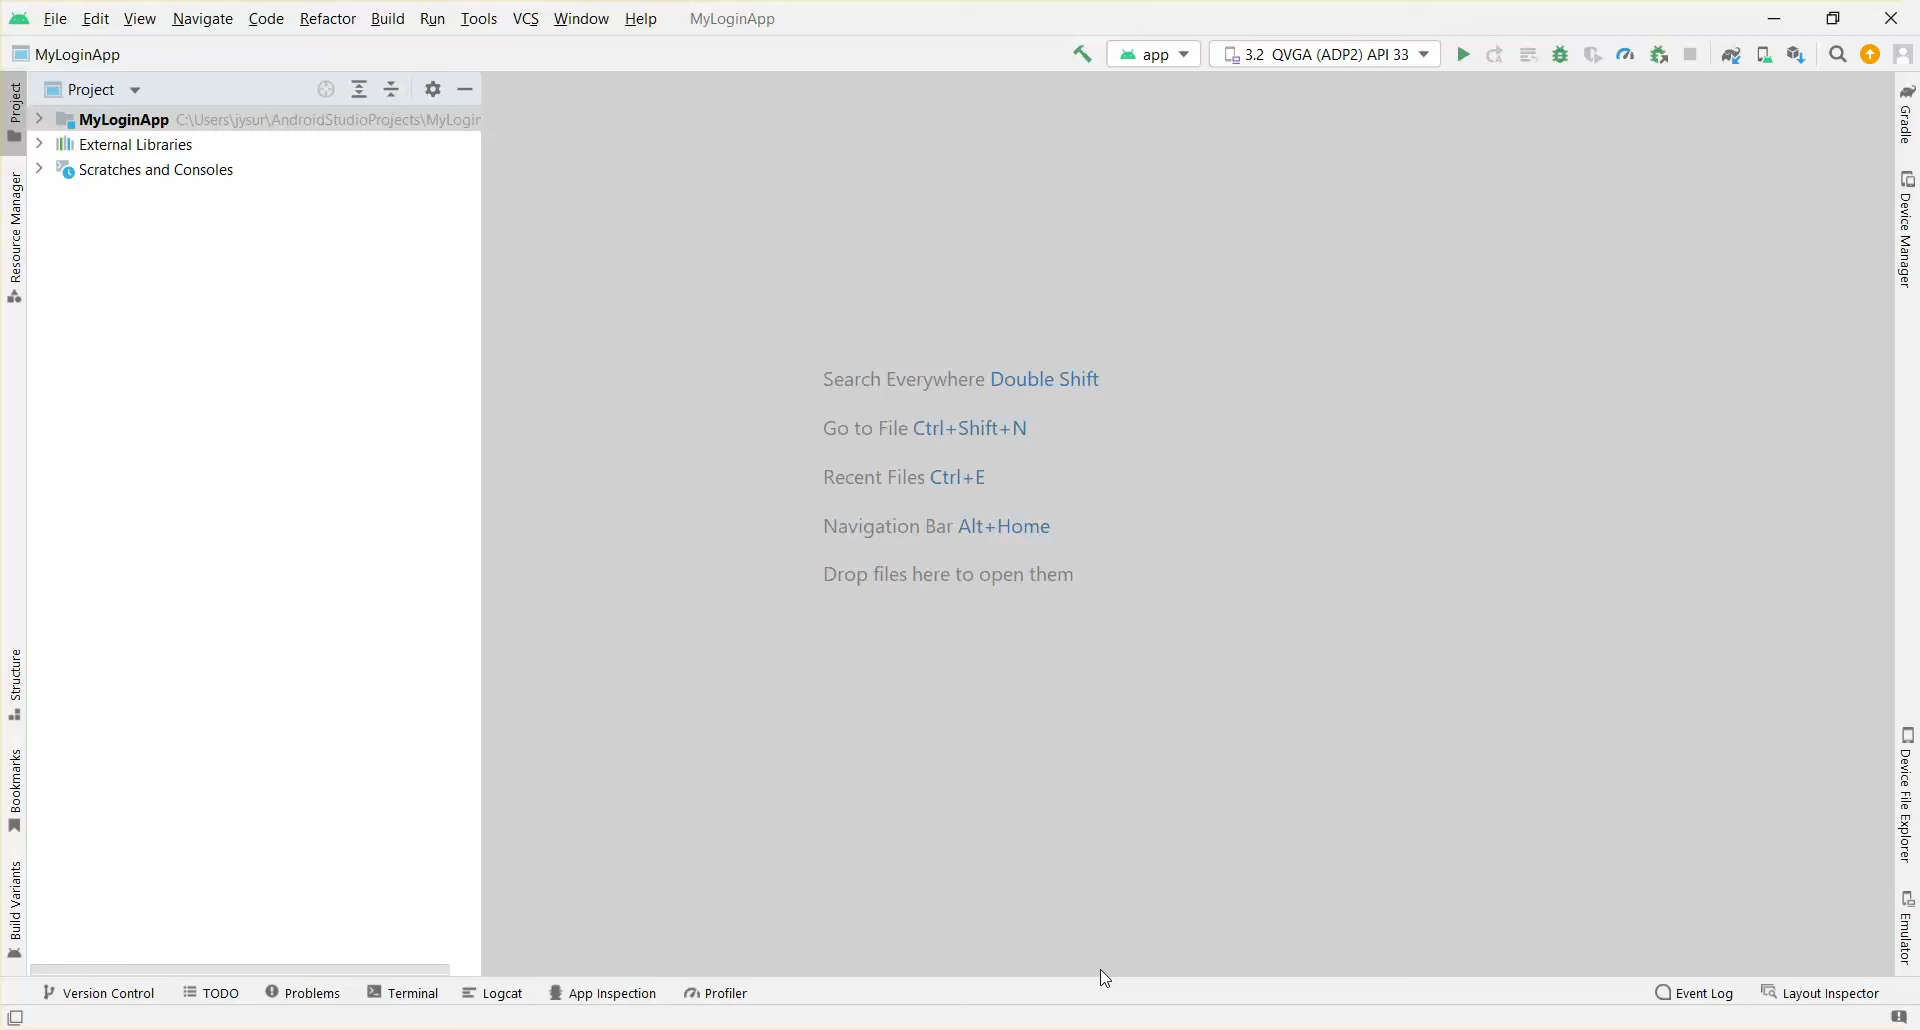 File Edit View Navigate Code Refactor Build Run Tools VCS Window Help MyLoginApp
MyLoginApp app 3.2 QVGA (ADP2) API 33
Project
MyLoginApp C:\Users\jysur\AndroidStudioProjects\MyLogin
External Libraries
Scratches and Consoles
Project
Resource Manager
Structure
Bookmarks
Build Variants
Search Everywhere Double Shift
Go to File Ctrl+Shift+N
Recent Files Ctrl+E
Navigation Bar Alt+Home
Drop files here to open them
Gradle
Device Manager
Device File Explorer
Emulator
Version Control TODO Problems Terminal Logcat App Inspection Profiler Event Log Layout Inspector